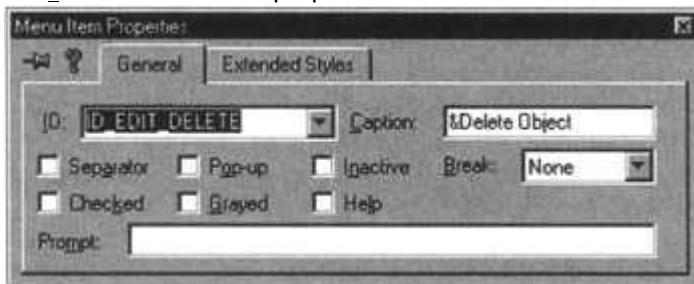 Menu Item Properties
General Extended Styles
ID: ID_EDIT_DELETE Caption: &Delete Object
Separator Pop-up Inactive Break: None
Checked Grayed Help
Prompt: